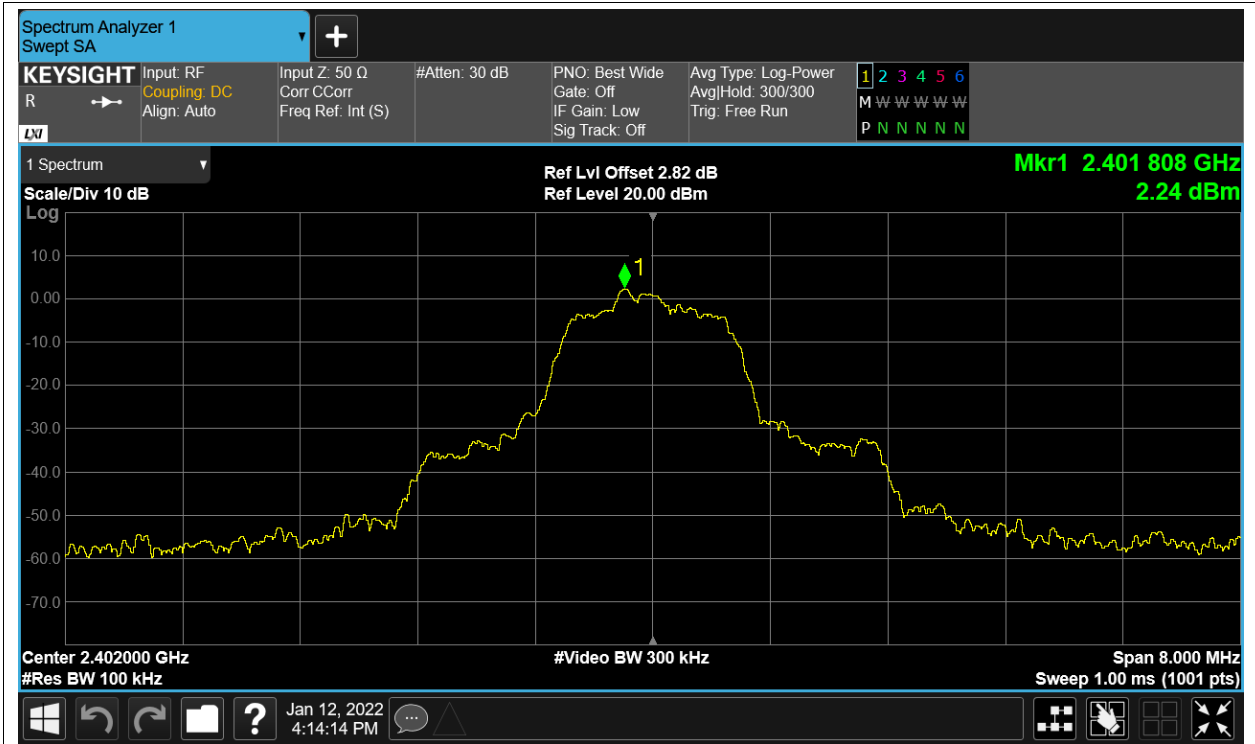 Spectrum Analyzer 1
Swept SA
KEYSIGHT
R
LXI
Input: RF
Coupling: DC
Align: Auto
Input Z: 50 Ω
Corr CCorr
Freq Ref: Int (S)
#Atten: 30 dB
PNO: Best Wide
Gate: Off
IF Gain: Low
Sig Track: Off
Avg Type: Log-Power
Avg|Hold: 300/300
Trig: Free Run
1 2 3 4 5 6
M W W W W W
P N N N N N
1 Spectrum
Scale/Div 10 dB
Log
Ref Lvl Offset 2.82 dB
Ref Level 20.00 dBm
Mkr1 2.401 808 GHz
2.24 dBm
1
10.0
0.00
-10.0
-20.0
-30.0
-40.0
-50.0
-60.0
-70.0
Center 2.402000 GHz
#Video BW 300 kHz
Span 8.000 MHz
#Res BW 100 kHz
Sweep 1.00 ms (1001 pts)
?
Jan 12, 2022
4:14:14 PM